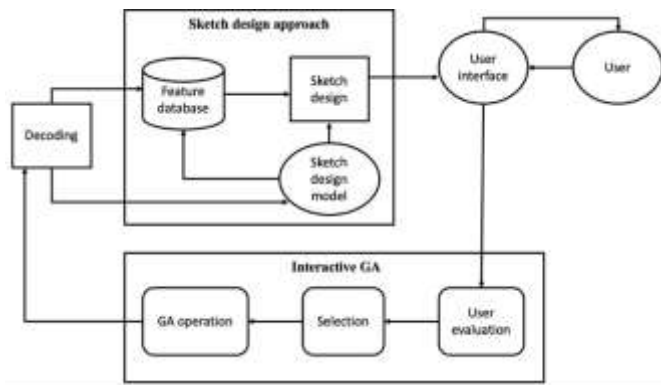 Sketch design approach
Feature
database
Sketch
design
User
interface
User
Decoding
Sketch
design
model
Interactive GA
GA operation
Selection
User
evaluation